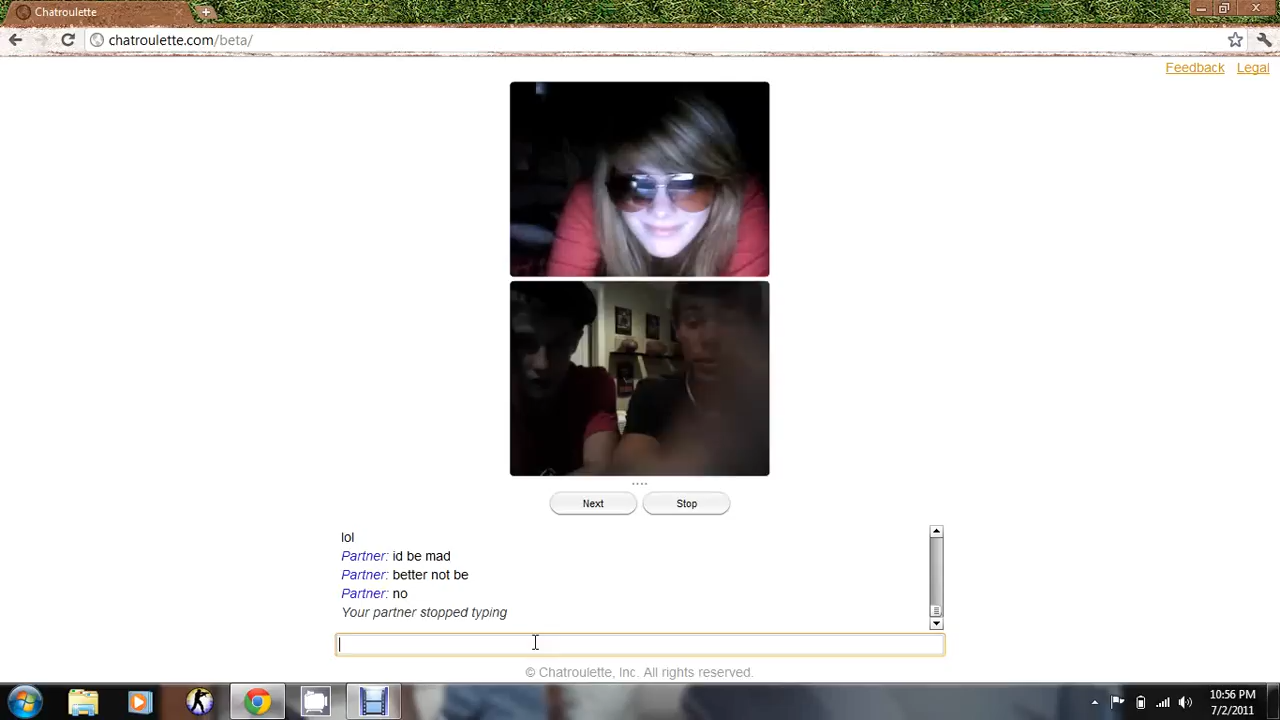 Chatroulette
chatroulette.com/beta/
Feedback Legal
Next Stop
lol
Partner: id be mad
Partner: better not be
Partner: no
Your partner stopped typing
© Chatroulette, Inc. All rights reserved.
10:56 PM
7/2/2011